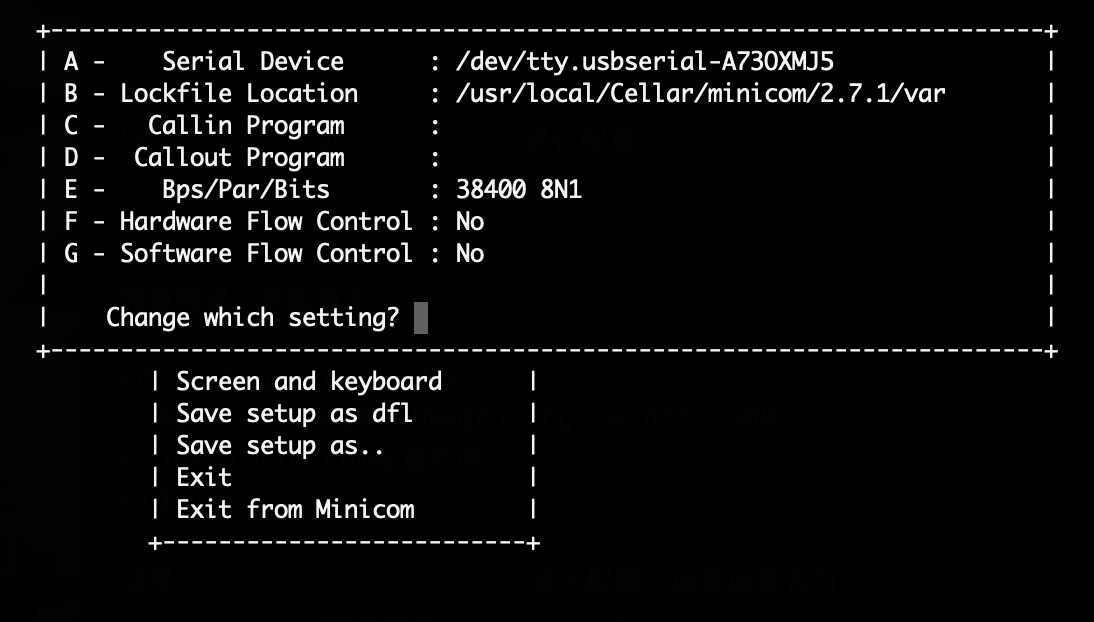 A - Serial Device : /dev/tty.usbserial-A73OXMJ5
B - Lockfile Location : /usr/local/Cellar/minicom/2.7.1/var
C - Callin Program :
D - Callout Program :
E - Bps/Par/Bits : 38400 8N1
F - Hardware Flow Control : No
G - Software Flow Control : No
Change which setting?
Screen and keyboard
Save setup as dfl
Save setup as..
Exit
Exit from Minicom